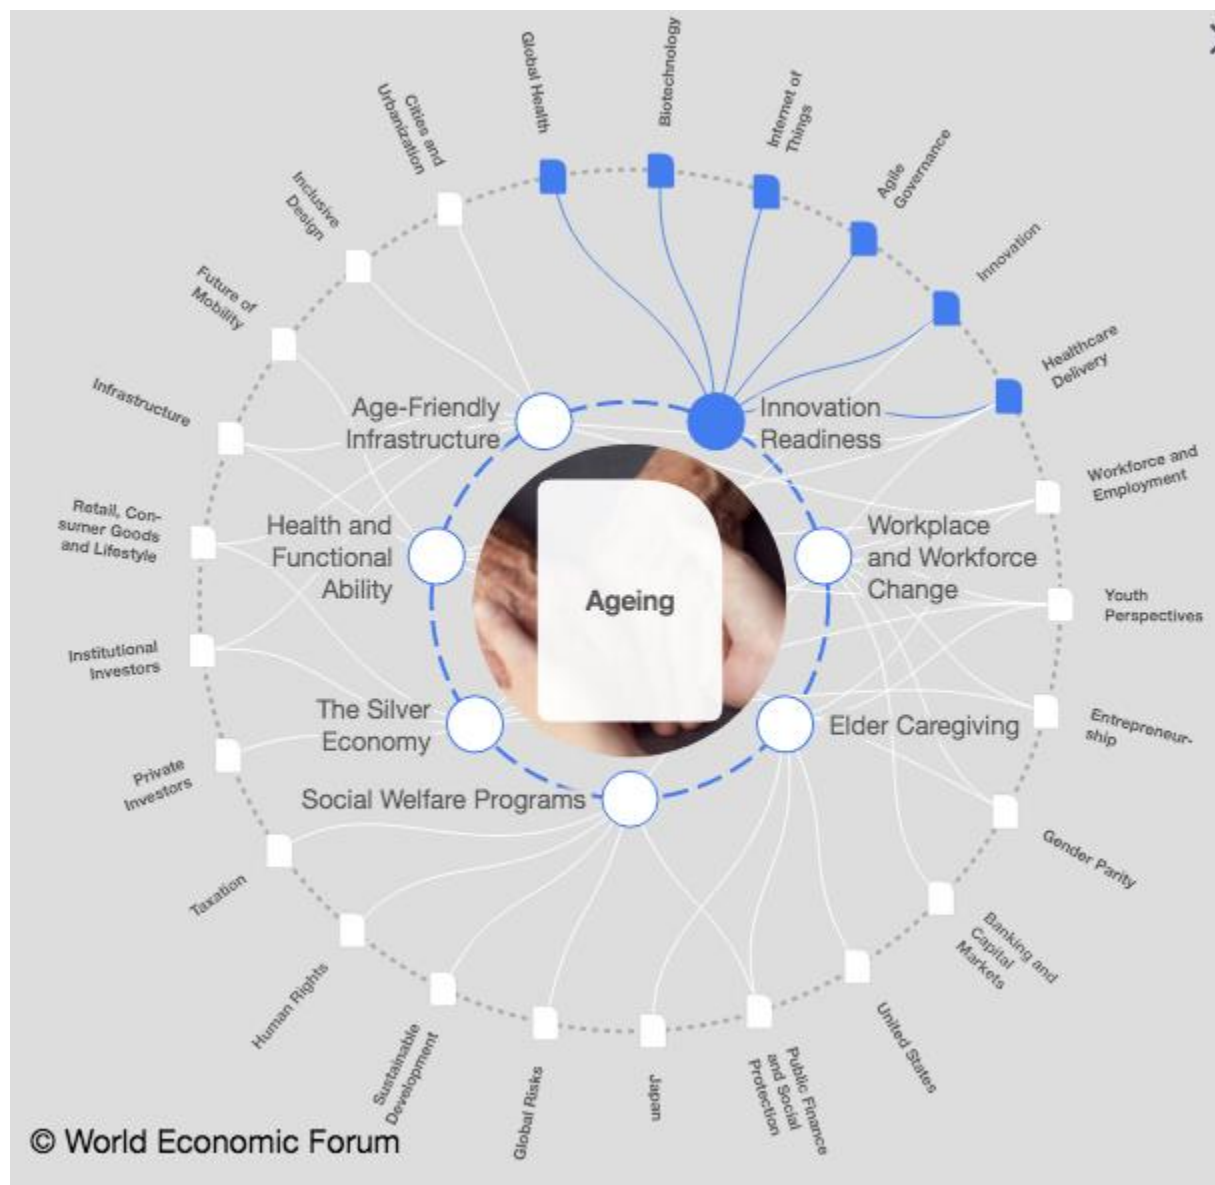 Global Health
Biotechnology
Internet of
Things
Agile
Governance
Innovation
Healthcare
Delivery
Workforce and
Employment
Youth
Perspectives
Entrepreneur-
ship
Gender Parity
Banking and
Capital
Markets
United States
Public Finance
and Social
Protection
Japan
Global Risks
Sustainable
Development
Human Rights
Taxation
Private
Investors
Institutional
Investors
Retail, Con-
sumer Goods
and Lifestyle
Infrastructure
Future of
Mobility
Inclusive
Design
Cities and
Urbanization
Age-Friendly
Infrastructure
Innovation
Readiness
Health and
Functional
Ability
Workplace
and Workforce
Change
Ageing
The Silver
Economy
Elder Caregiving
Social Welfare Programs
© World Economic Forum